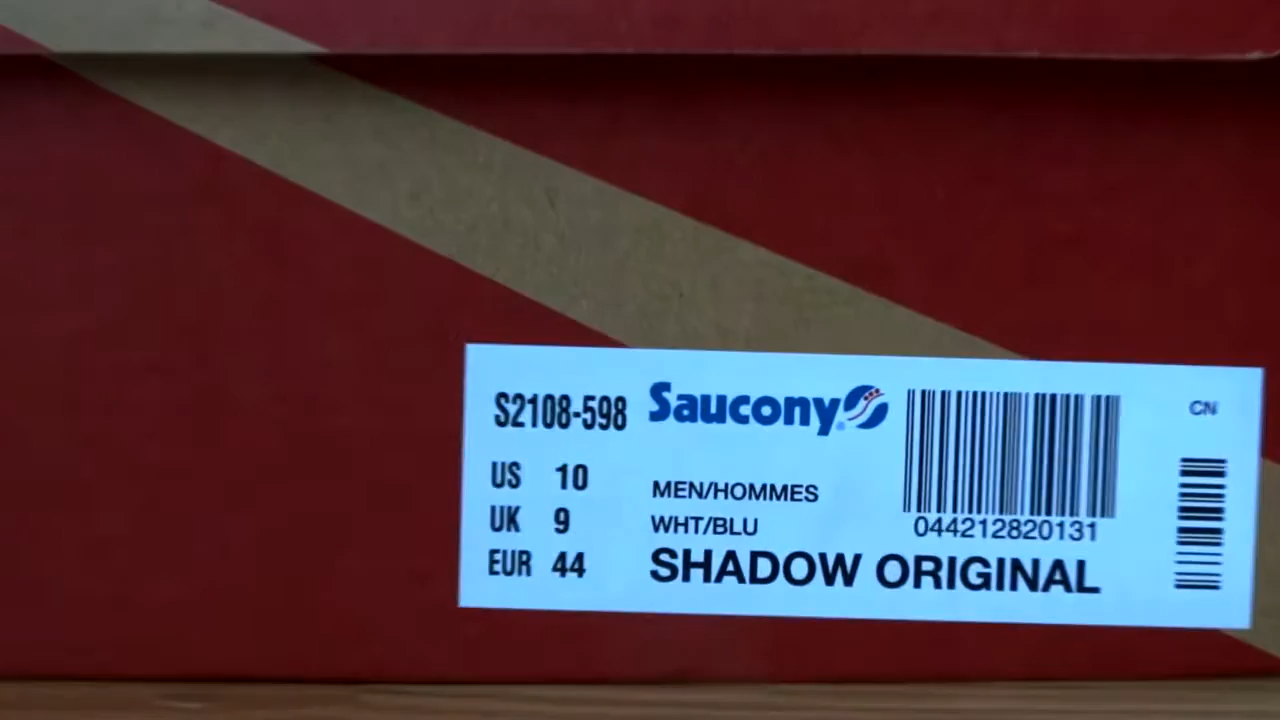 S2108-598 Saucony® CN
US 10 MEN/HOMMES
UK 9 WHT/BLU 044212820131
EUR 44 SHADOW ORIGINAL